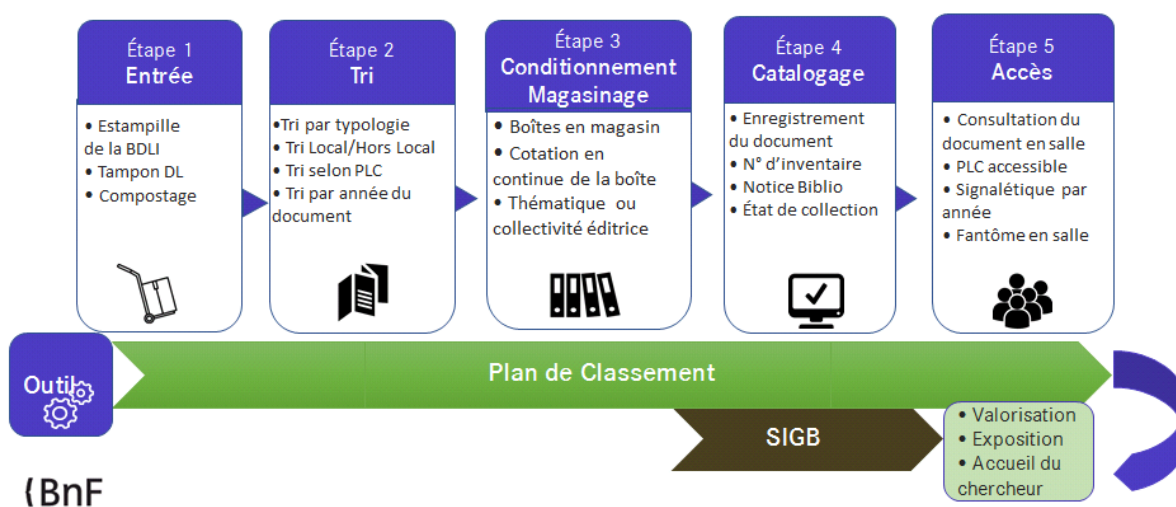 Étape 1
Entrée
• Estampille
de la BDLI
• Tampon DL
• Compostage
Étape 2
Tri
•Tri par typologie
• Tri Local/Hors Local
• Tri selon PLC
• Tri par année du
document
Étape 3
Conditionnement
Magasinage
• Boîtes en magasin
• Cotation en
continue de la boîte
• Thématique ou
collectivité éditrice
Étape 4
Catalogage
• Enregistrement
du document
• N° d’inventaire
• Notice Biblio
• État de collection
Étape 5
Accès
• Consultation du
document en salle
• PLC accessible
• Signalétique par
année
• Fantôme en salle
Outil
Plan de Classement
SIGB
• Valorisation
• Exposition
• Accueil du
chercheur
(BnF